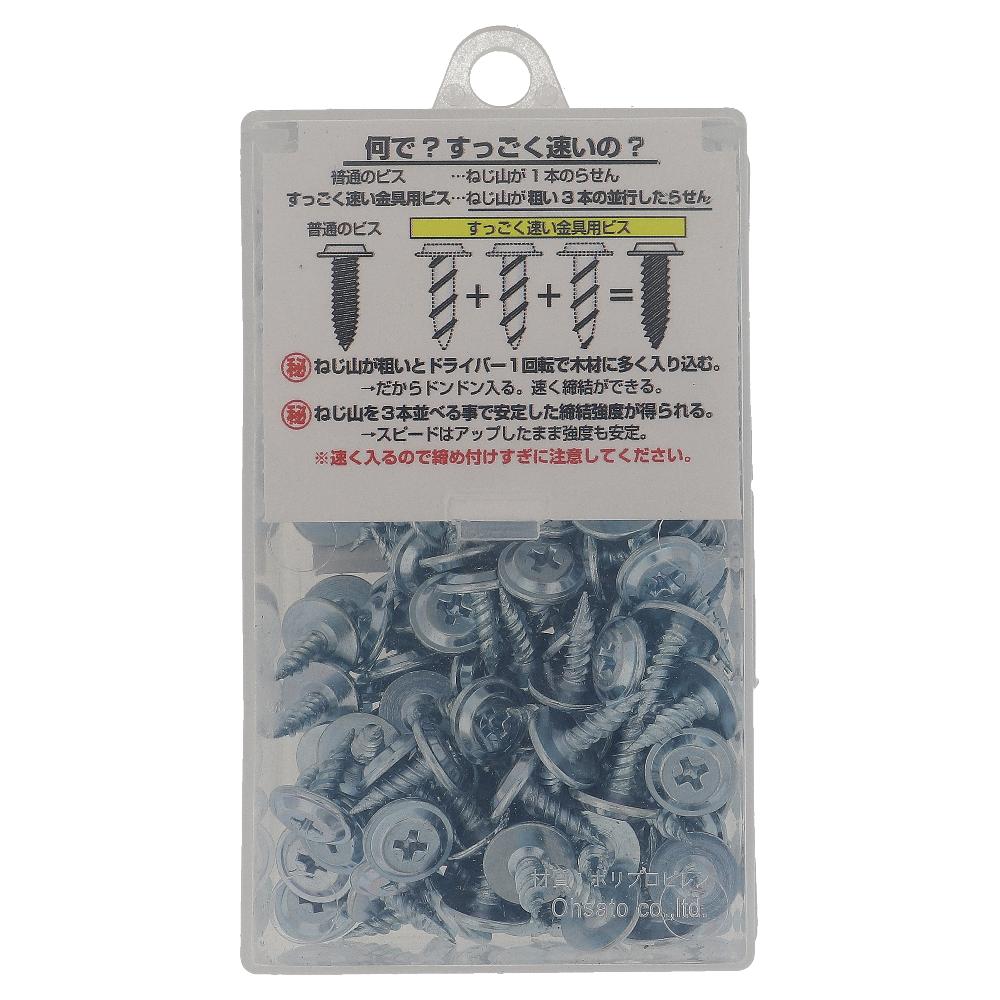 何で？すっごく速いの？
普通のビス …ねじ山が１本のらせん
すっごく速い金具用ビス…ねじ山が粗い３本の並行したらせん
普通のビス すっごく速い金具用ビス
+ + =
秘 ねじ山が粗いとドライバー１回転で木材に多く入り込む。
→だからドンドン入る。速く締結ができる。
秘 ねじ山を３本並べる事で安定した締結強度が得られる。
→スピードはアップしたまま強度も安定。
※速く入るので締め付けすぎに注意してください。
材質：ポリプロピレン
Ohsato co.,ltd.